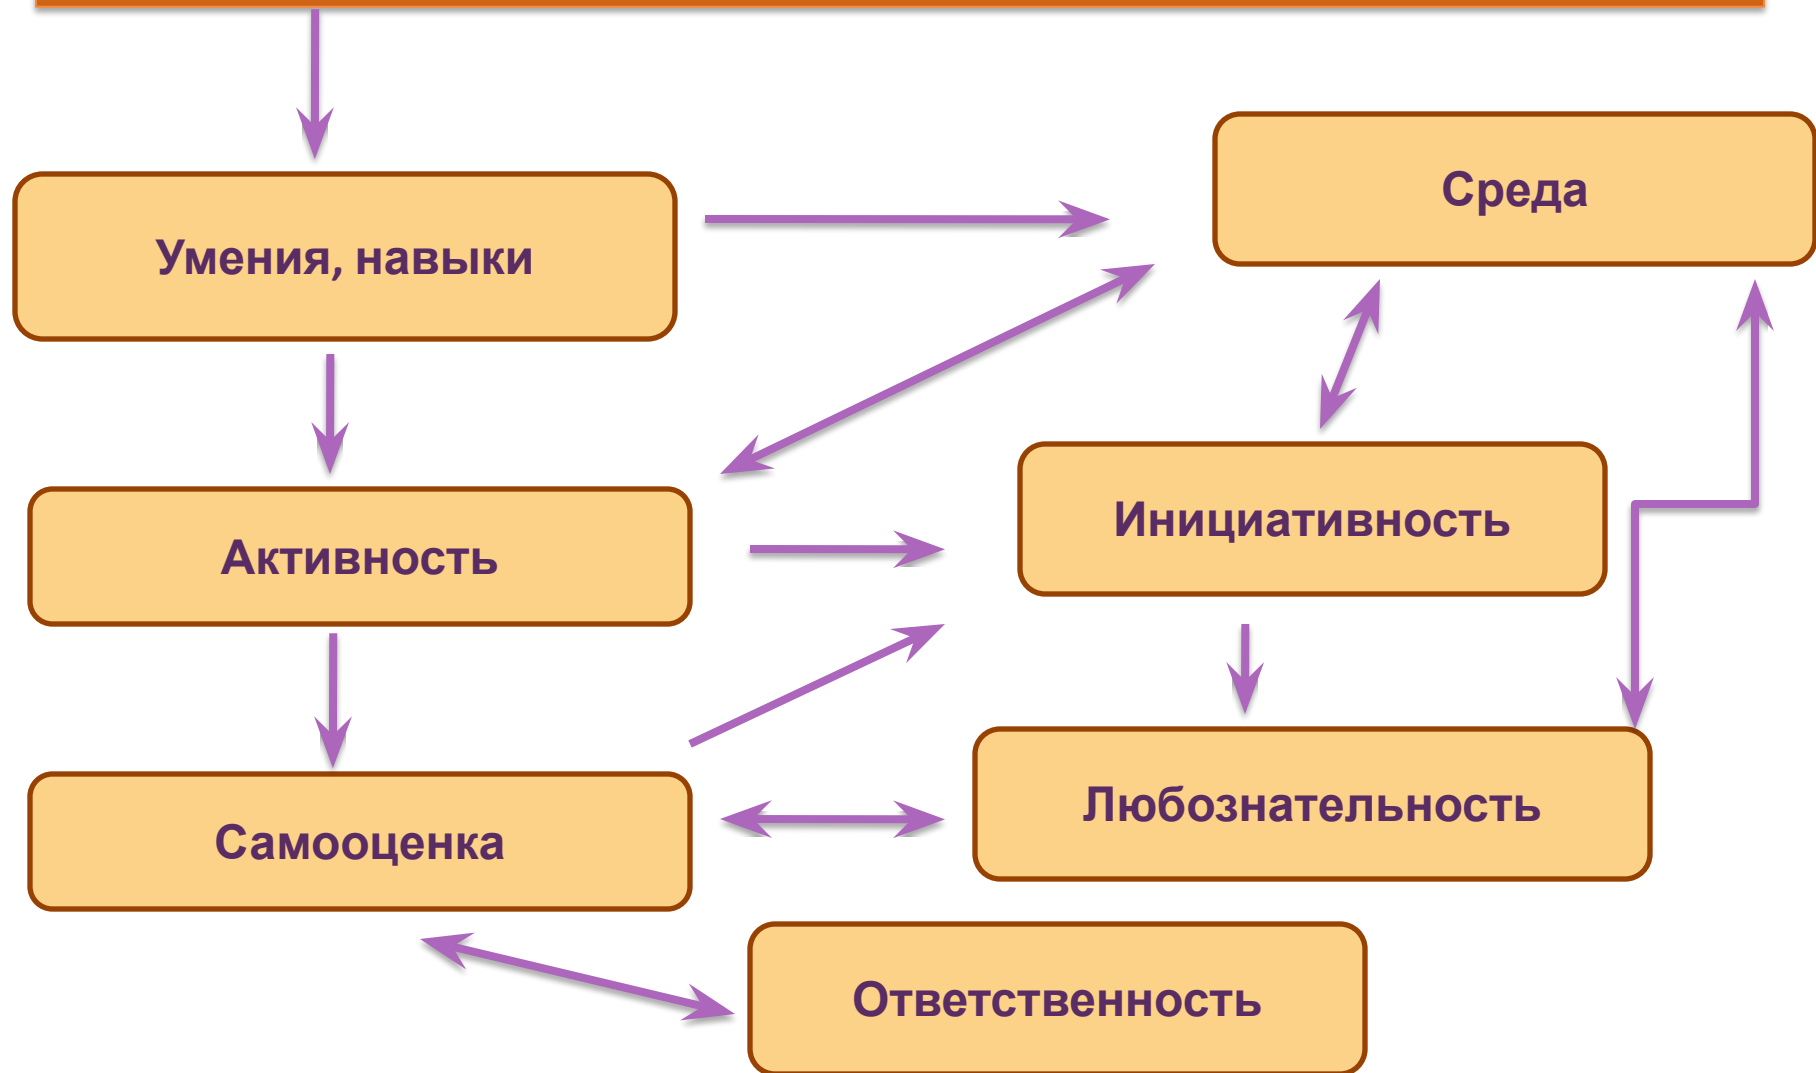 Среда
Умения, навыки
Инициативность
Активность
Любознательность
Самооценка
Ответственность